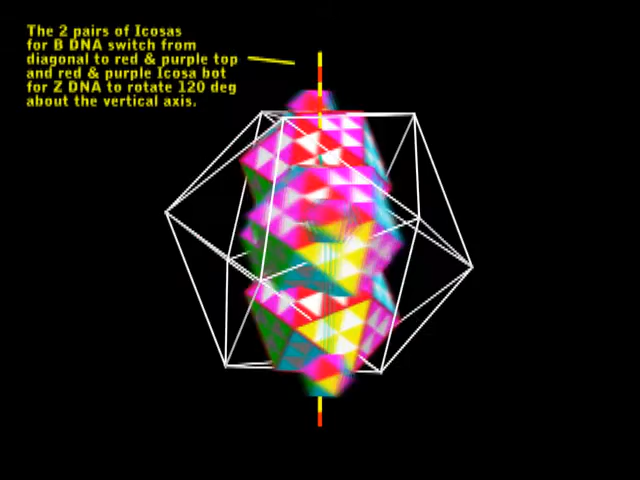 The 2 pairs of Icosas
for B DNA switch from
diagonal to red & purple top
and red & purple Icosa bot
for Z DNA to rotate 120 deg
about the vertical axis.